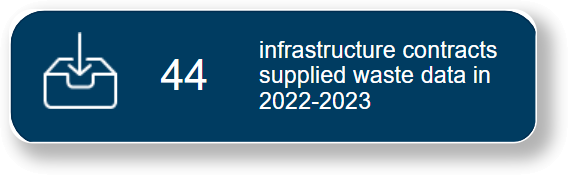 44
infrastructure contracts
supplied waste data in
2022-2023